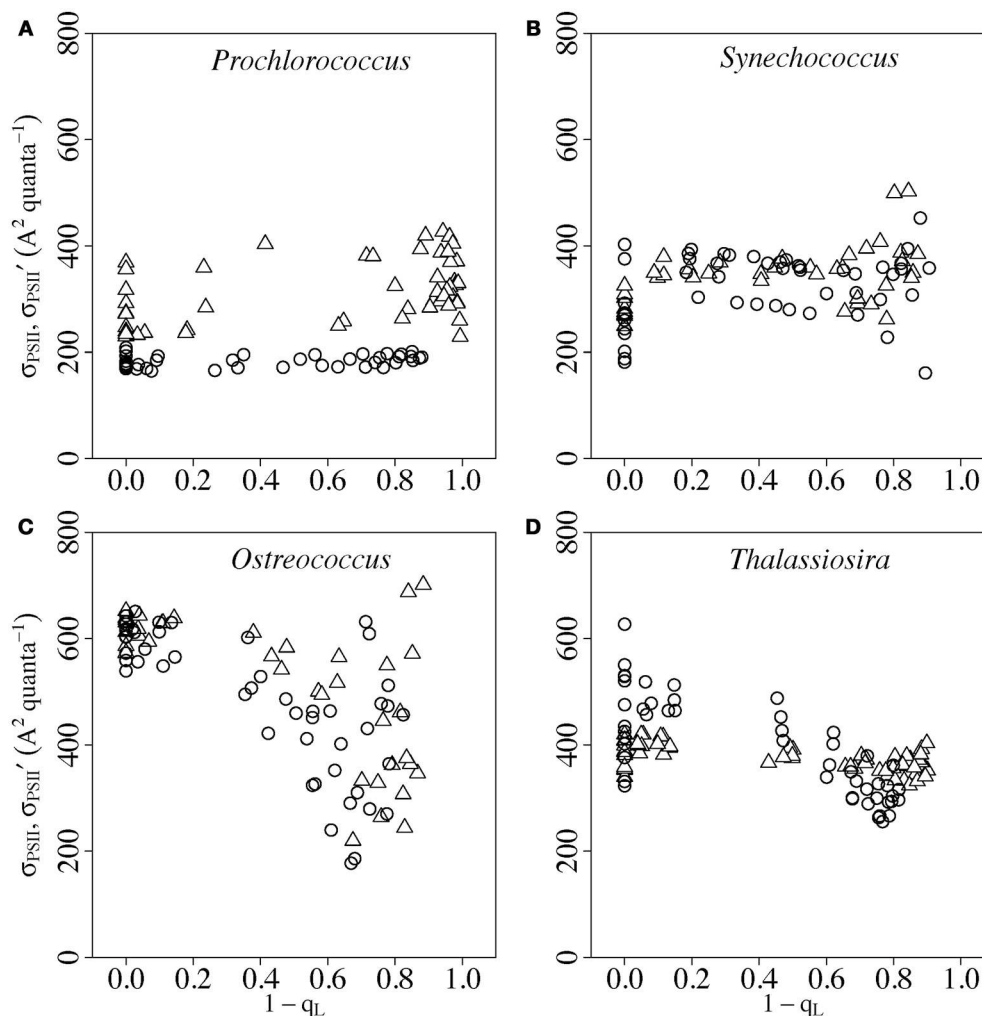 A
Prochlorococcus
800
600
400
200
0
σPSII, σPSII′ (A² quanta⁻¹)
0.0 0.2 0.4 0.6 0.8 1.0
B
Synechococcus
800
600
400
200
0
0.0 0.2 0.4 0.6 0.8 1.0
C
Ostreococcus
800
600
400
200
0
σPSII, σPSII′ (A² quanta⁻¹)
0.0 0.2 0.4 0.6 0.8 1.0
1 − qL
D
Thalassiosira
800
600
400
200
0
0.0 0.2 0.4 0.6 0.8 1.0
1 − qL